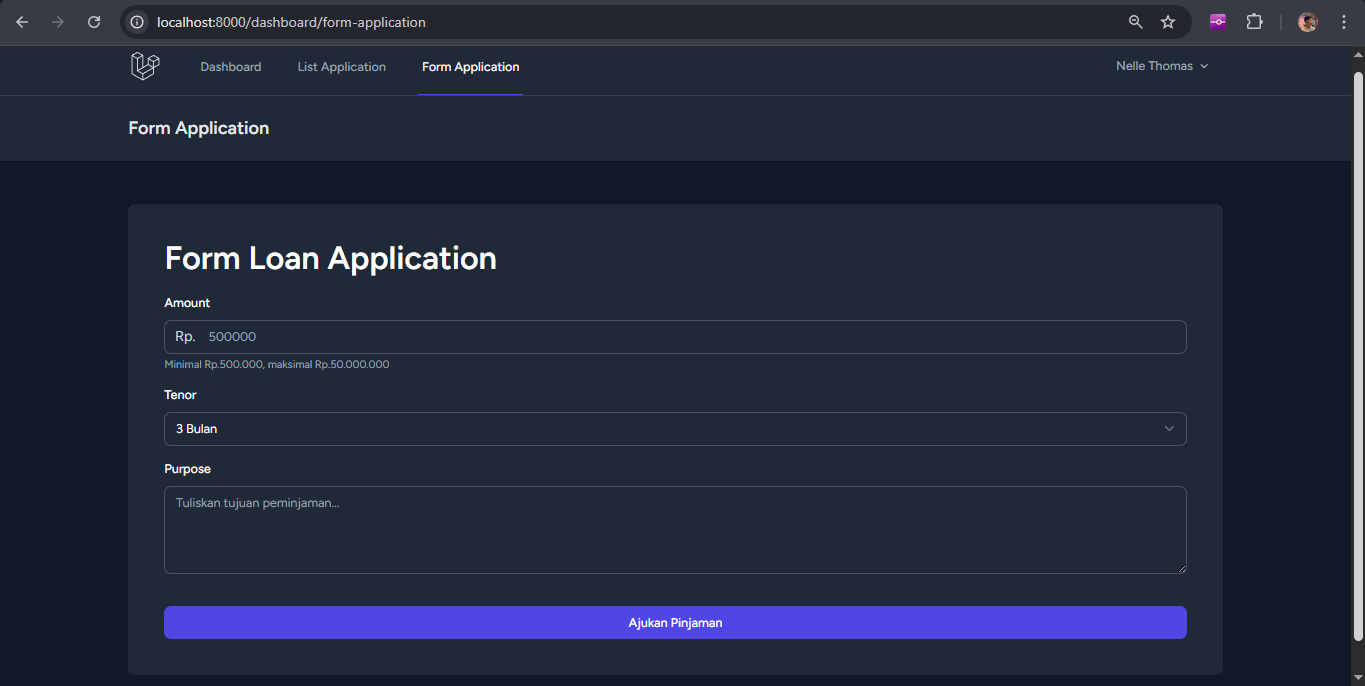 localhost:8000/dashboard/form-application
Dashboard List Application Form Application Nelle Thomas
Form Application
Form Loan Application
Amount
Rp. 500000
Minimal Rp.500.000, maksimal Rp.50.000.000
Tenor
3 Bulan
Purpose
Tuliskan tujuan peminjaman...
Ajukan Pinjaman